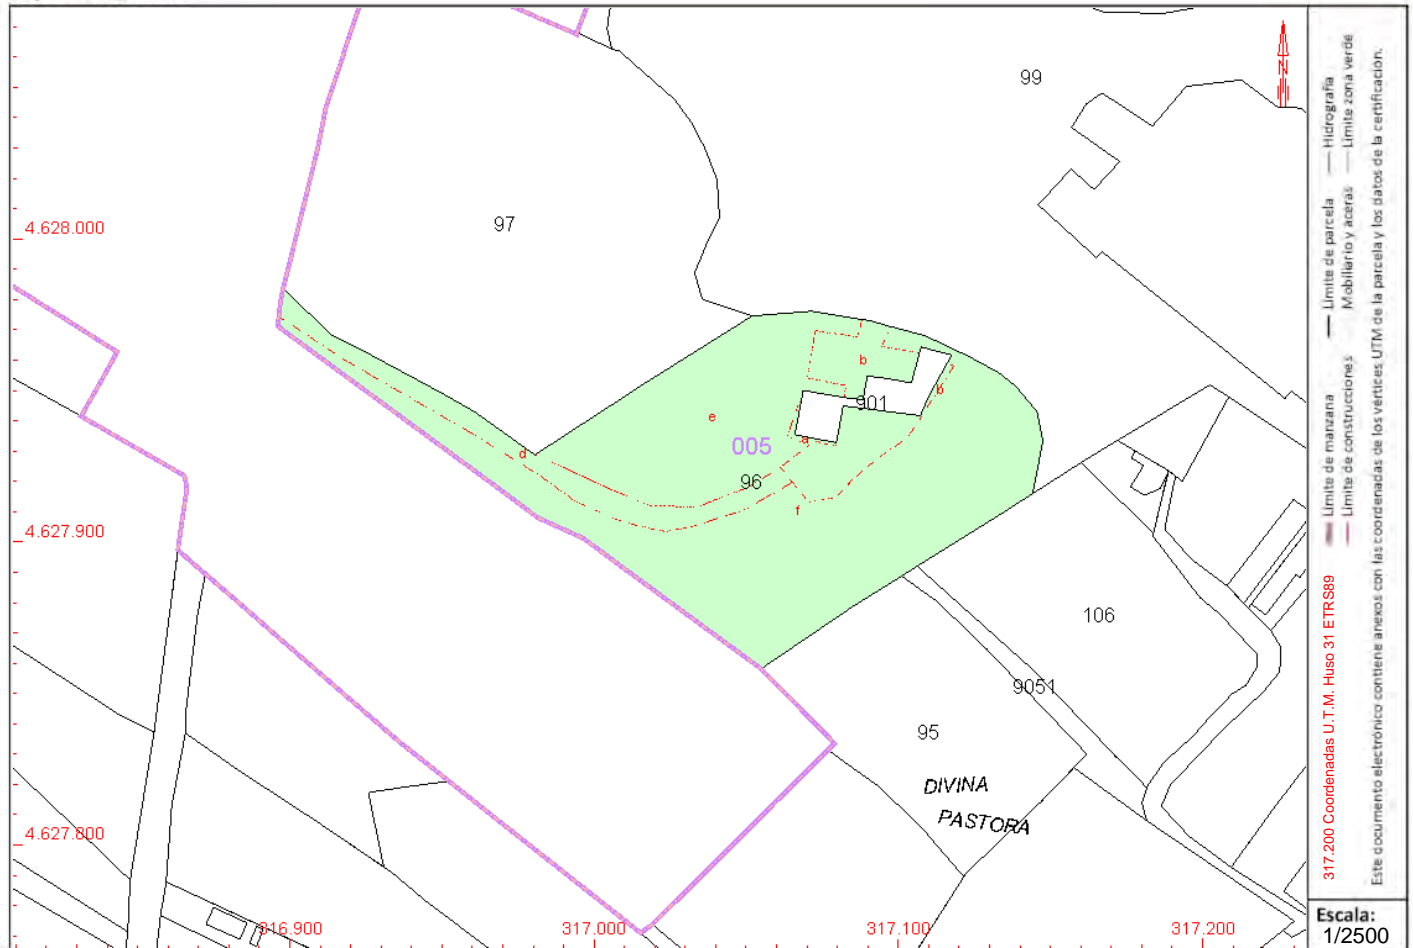 N
99
97
4.628.000
b
b
901
e
005
a
d
96
f
4.627.900
106
9051
95
DIVINA
PASTORA
4.627.800
316.900
317.000
317.100
317.200
317.200 Coordenadas U.T.M. Huso 31 ETRS89
Límite de manzana
Límite de parcela
Hidrografía
Límite de construcciones
Mobiliario y aceras
Límite zona verde
Este documento electrónico contiene anexos con las coordenadas de los vértices UTM de la parcela y los datos de la certificación.
Escala:
1/2500